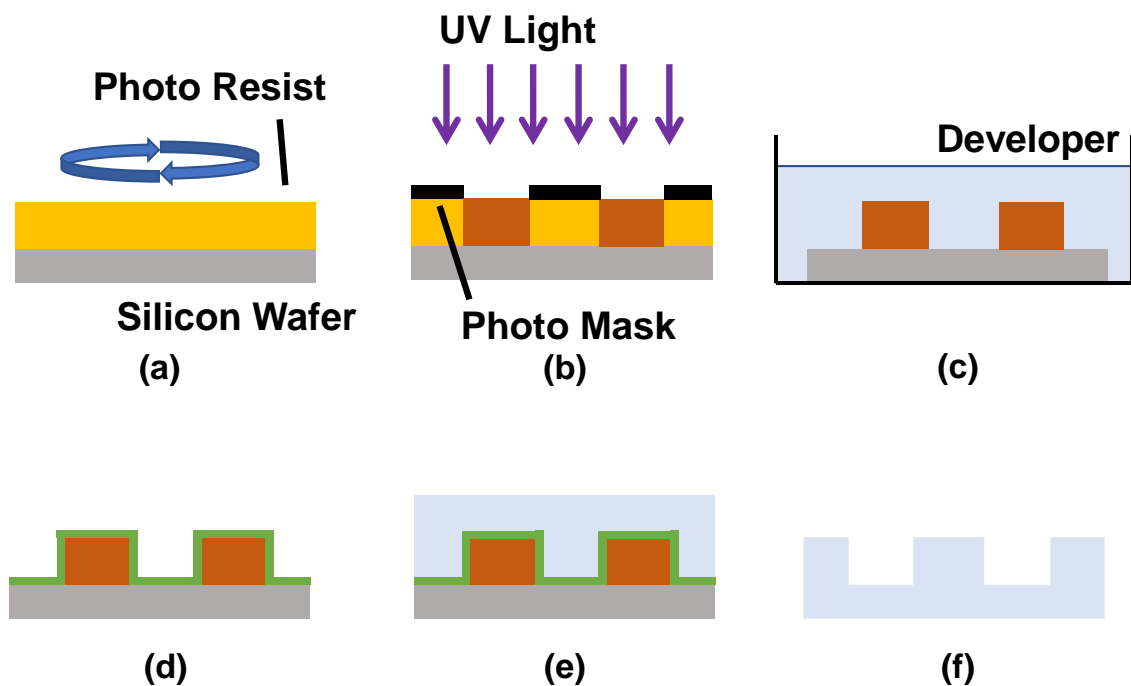 UV Light
Photo Resist
Developer
Silicon Wafer
Photo Mask
(a)
(b)
(c)
(d)
(e)
(f)